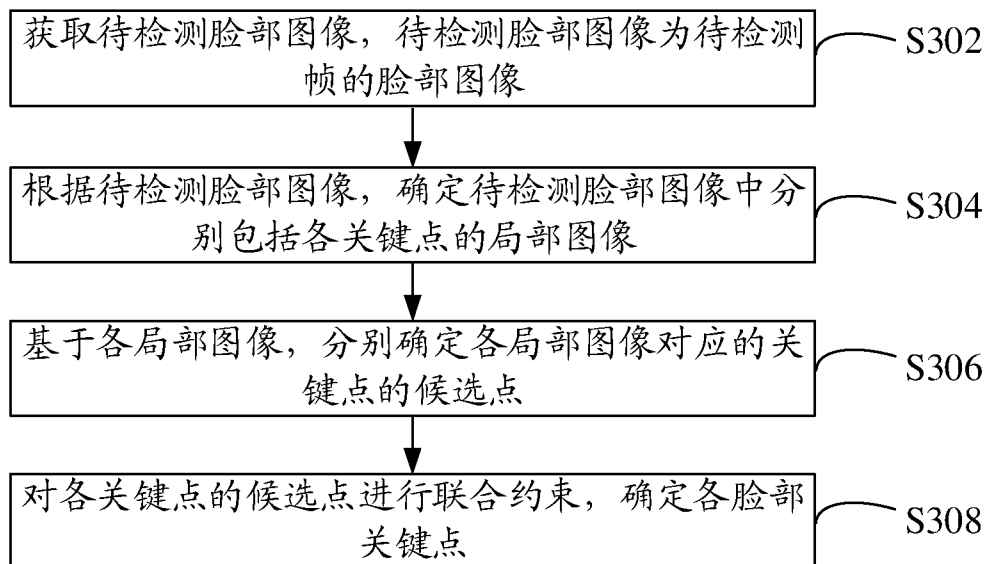 获取待检测脸部图像，待检测脸部图像为待检测
帧的脸部图像
S302
根据待检测脸部图像，确定待检测脸部图像中分
别包括各关键点的局部图像
S304
基于各局部图像，分别确定各局部图像对应的关
键点的候选点
S306
对各关键点的候选点进行联合约束，确定各脸部
关键点
S308